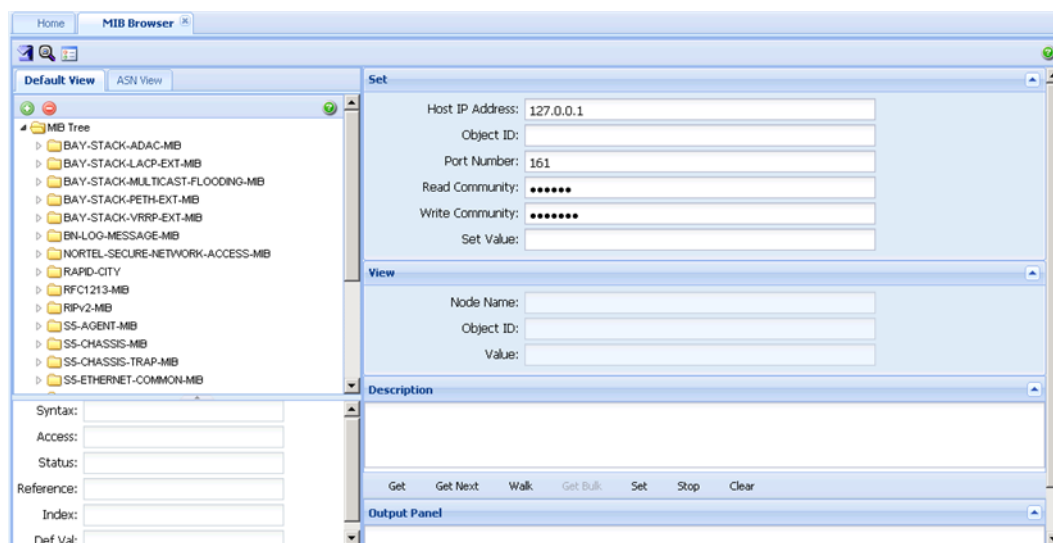 Home
MIB Browser
Default View
ASN View
MIB Tree
BAY-STACK-ADAC-MIB
BAY-STACK-LACP-EXT-MIB
BAY-STACK-MULTICAST-FLOODING-MIB
BAY-STACK-PETH-EXT-MIB
BAY-STACK-VRRP-EXT-MIB
BN-LOG-MESSAGE-MIB
NORTEL-SECURE-NETWORK-ACCESS-MIB
RAPID-CITY
RFC1213-MIB
RIPv2-MIB
S5-AGENT-MIB
S5-CHASSIS-MIB
S5-CHASSIS-TRAP-MIB
S5-ETHERNET-COMMON-MIB
Syntax:
Access:
Status:
Reference:
Index:
Def Val:
Set
Host IP Address: 127.0.0.1
Object ID:
Port Number: 161
Read Community: ••••••
Write Community: •••••••
Set Value:
View
Node Name:
Object ID:
Value:
Description
Get Get Next Walk Get Bulk Set Stop Clear
Output Panel